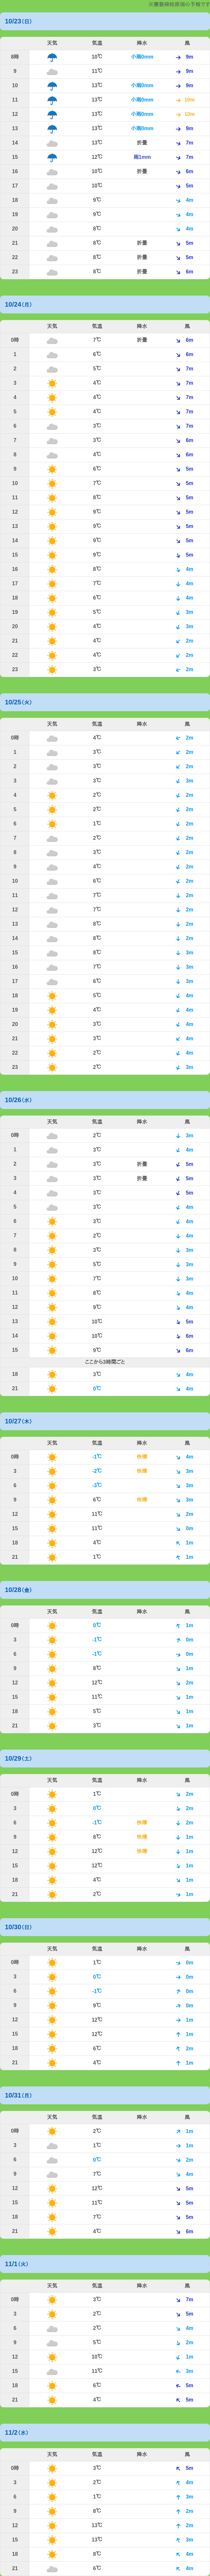 10/23(日)
天気 気温 降水 風
8時 10℃ 小雨0mm 9m
9 11℃ 9m
10 13℃ 小雨0mm 9m
11 13℃ 小雨0mm 10m
12 13℃ 小雨0mm 10m
13 13℃ 小雨0mm 9m
14 13℃ 折畳 7m
15 12℃ 雨1mm 7m
16 10℃ 折畳 6m
17 10℃ 5m
18 9℃ 4m
19 9℃ 4m
20 8℃ 4m
21 8℃ 折畳 5m
22 8℃ 折畳 5m
23 8℃ 折畳 6m
10/24(月)
天気 気温 降水 風
0時 7℃ 折畳 6m
1 6℃ 6m
2 5℃ 7m
3 4℃ 7m
4 4℃ 7m
5 4℃ 7m
6 3℃ 7m
7 3℃ 6m
8 4℃ 6m
9 6℃ 5m
10 7℃ 5m
11 8℃ 5m
12 9℃ 5m
13 9℃ 5m
14 9℃ 5m
15 9℃ 5m
16 8℃ 4m
17 7℃ 4m
18 6℃ 4m
19 5℃ 3m
20 4℃ 3m
21 4℃ 2m
22 4℃ 2m
23 3℃ 2m
10/25(火)
天気 気温 降水 風
0時 4℃ 2m
1 3℃ 2m
2 3℃ 2m
3 3℃ 3m
4 2℃ 2m
5 2℃ 2m
6 1℃ 2m
7 2℃ 2m
8 3℃ 2m
9 4℃ 2m
10 6℃ 2m
11 7℃ 2m
12 7℃ 2m
13 8℃ 2m
14 8℃ 2m
15 8℃ 3m
16 7℃ 3m
17 6℃ 3m
18 5℃ 4m
19 4℃ 4m
20 3℃ 4m
21 3℃ 4m
22 2℃ 4m
23 2℃ 3m
10/26(水)
天気 気温 降水 風
0時 2℃ 3m
1 3℃ 4m
2 3℃ 折畳 5m
3 3℃ 折畳 5m
4 3℃ 5m
5 3℃ 4m
6 3℃ 4m
7 2℃ 4m
8 3℃ 3m
9 5℃ 3m
10 7℃ 3m
11 8℃ 4m
12 9℃ 4m
13 10℃ 5m
14 10℃ 6m
15 9℃ 6m
ここから3時間ごと
18 3℃ 4m
21 0℃ 4m
10/27(木)
天気 気温 降水 風
0時 -1℃ 快晴 4m
3 -2℃ 快晴 3m
6 -3℃ 3m
9 6℃ 快晴 3m
12 11℃ 2m
15 11℃ 0m
18 4℃ 1m
21 1℃ 1m
10/28(金)
天気 気温 降水 風
0時 0℃ 1m
3 -1℃ 0m
6 -1℃ 0m
9 8℃ 1m
12 12℃ 2m
15 11℃ 1m
18 5℃ 1m
21 3℃ 1m
10/29(土)
天気 気温 降水 風
0時 1℃ 2m
3 0℃ 2m
6 -1℃ 快晴 2m
9 8℃ 快晴 1m
12 12℃ 快晴 1m
15 12℃ 1m
18 4℃ 1m
21 2℃ 1m
10/30(日)
天気 気温 降水 風
0時 1℃ 0m
3 0℃ 0m
6 -1℃ 0m
9 9℃ 0m
12 12℃ 1m
15 12℃ 1m
18 6℃ 2m
21 4℃ 1m
10/31(月)
天気 気温 降水 風
0時 2℃ 1m
3 1℃ 1m
6 0℃ 2m
9 7℃ 4m
12 12℃ 5m
15 11℃ 5m
18 7℃ 5m
21 4℃ 6m
11/1(火)
天気 気温 降水 風
0時 3℃ 7m
3 2℃ 5m
6 2℃ 4m
9 5℃ 2m
12 10℃ 1m
15 11℃ 3m
18 6℃ 5m
21 4℃ 5m
11/2(水)
天気 気温 降水 風
0時 3℃ 5m
3 2℃ 4m
6 1℃ 3m
9 8℃ 2m
12 13℃ 2m
15 13℃ 3m
18 8℃ 4m
21 6℃ 4m